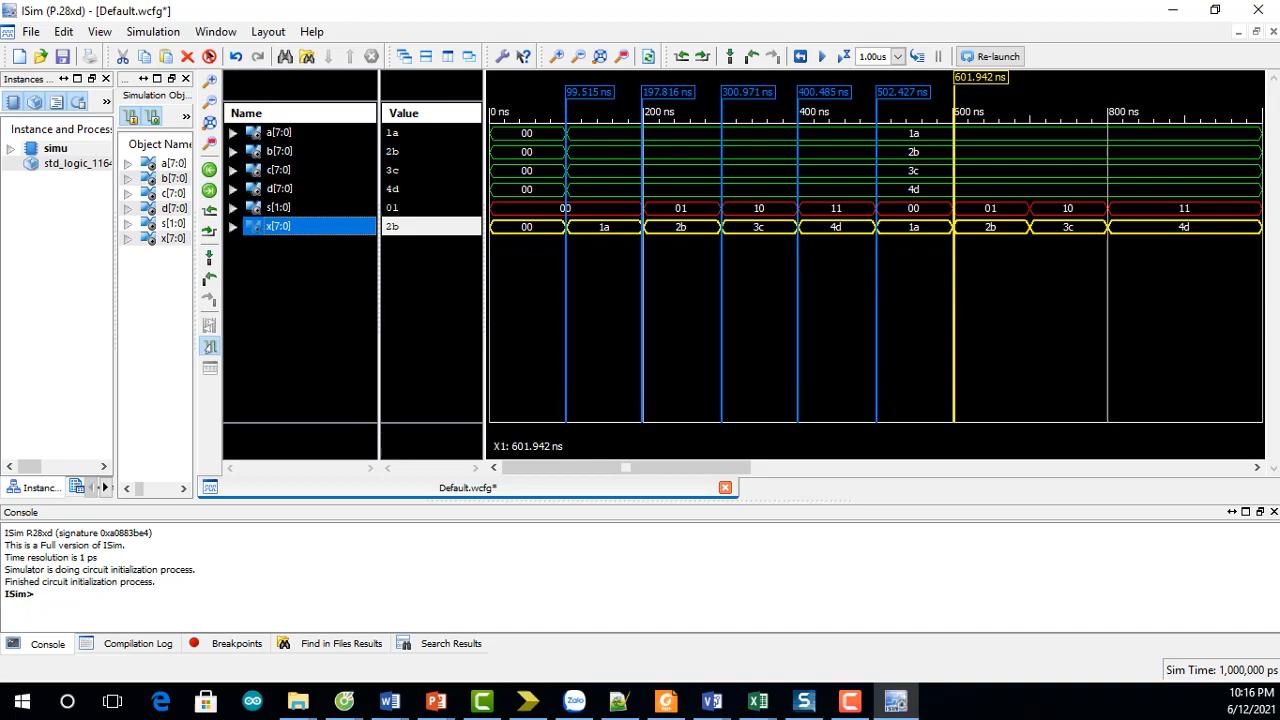 ISim (P.28xd) - [Default.wcfg*]
File Edit View Simulation Window Layout Help
1.00us Re-launch
Instances...
Simulation Obj...
Instance and Process
simu
std_logic_1164
Object Name
a[7:0]
b[7:0]
c[7:0]
d[7:0]
s[1:0]
x[7:0]
Name Value
a[7:0] 1a
b[7:0] 2b
c[7:0] 3c
d[7:0] 4d
s[1:0] 01
x[7:0] 2b
601.942 ns
99.515 ns 197.816 ns 300.971 ns 400.485 ns 502.427 ns
0 ns 200 ns 400 ns 600 ns 800 ns
00 1a
00 2b
00 3c
00 4d
00 01 10 11 00 01 10 11
00 1a 2b 3c 4d 1a 2b 3c 4d
X1: 601.942 ns
Instanc...
Default.wcfg*
Console
ISim P.28xd (signature 0xa0883be4)
This is a Full version of ISim.
Time resolution is 1 ps
Simulator is doing circuit initialization process.
Finished circuit initialization process.
ISim>
Console Compilation Log Breakpoints Find in Files Results Search Results
Sim Time: 1,000,000 ps
Zalo
10:16 PM
6/12/2021